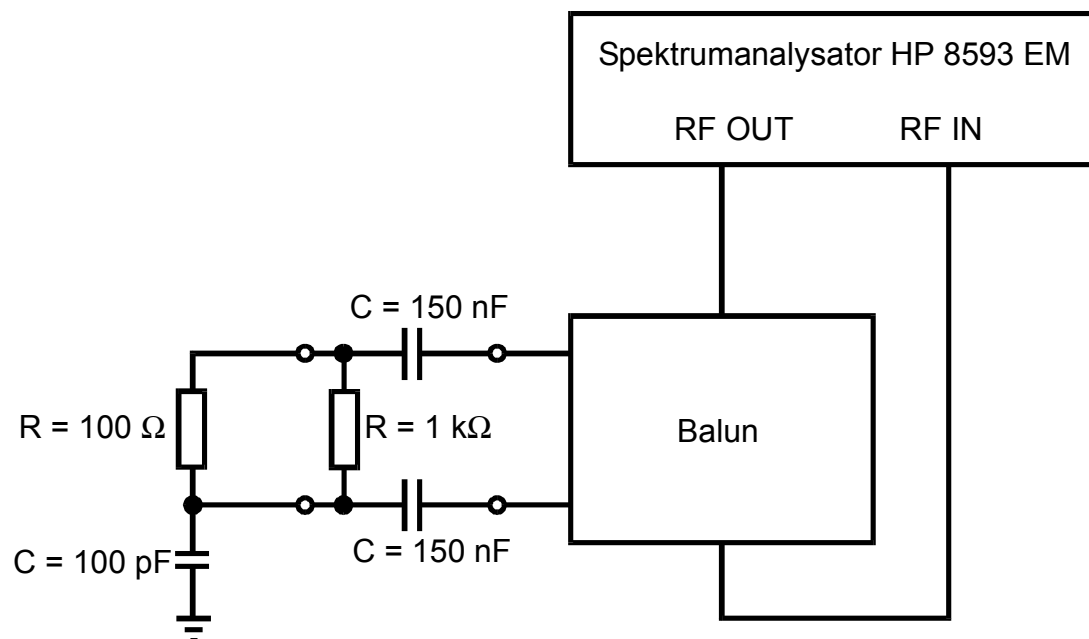 Spektrumanalysator HP 8593 EM
RF OUT
RF IN
C = 150 nF
R = 100 Ω
R = 1 kΩ
Balun
C = 150 nF
C = 100 pF